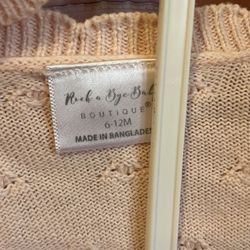 Rock a Bye Bab
BOUTIQUE®
6-12M
MADE IN BANGLADE